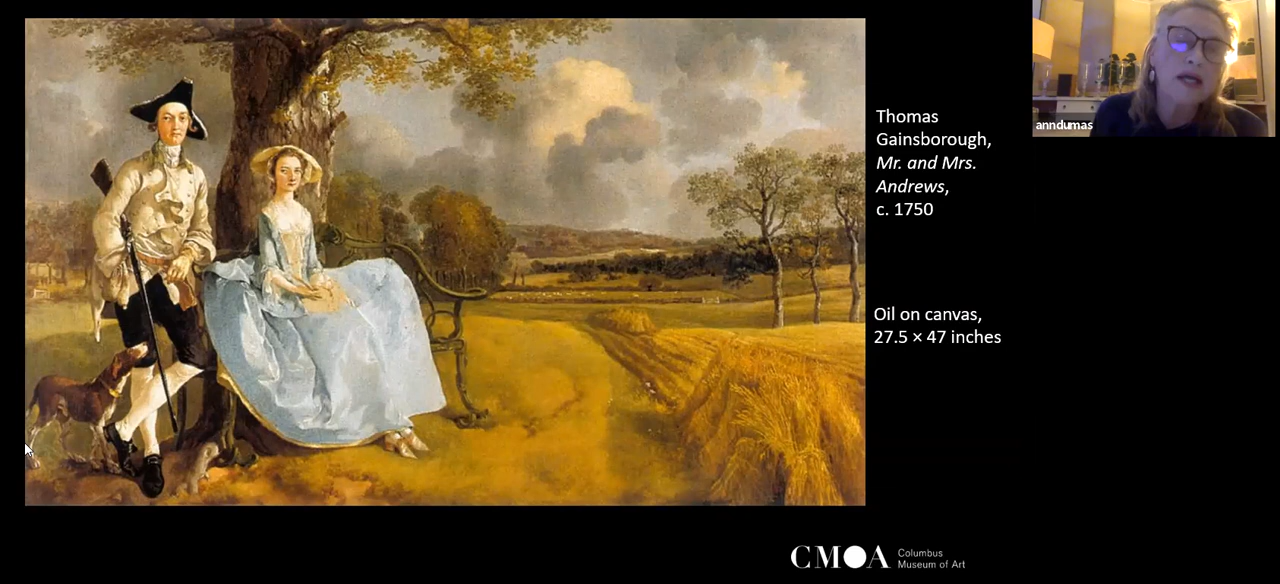 Thomas
Gainsborough,
Mr. and Mrs.
Andrews,
c. 1750
Oil on canvas,
27.5 × 47 inches
anndumas
CMOA
Columbus
Museum of Art